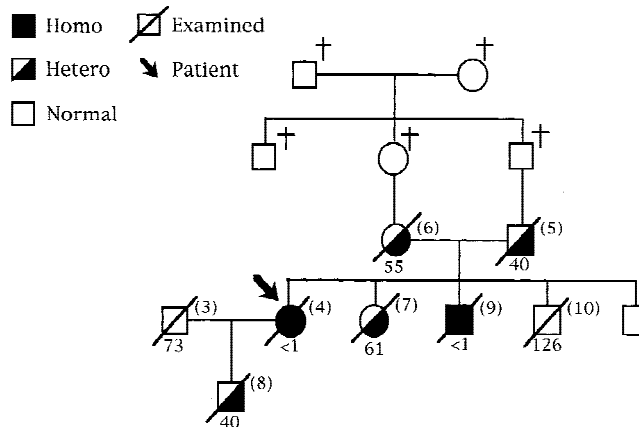 Homo Examined
Hetero Patient
Normal
† †
† † †
(6) (5)
55 40
(3) (4) (7) (9) (10)
73 <1 61 <1 126
(8)
40